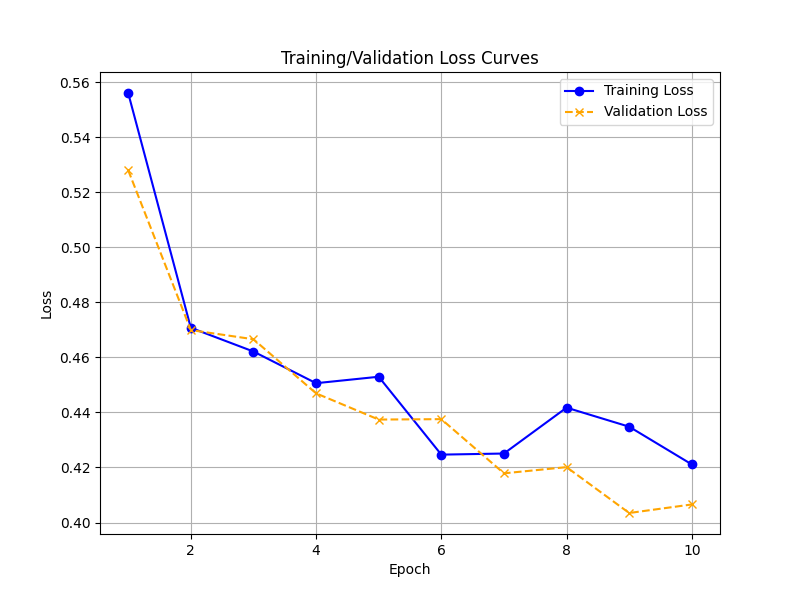 Training/Validation Loss Curves
Training Loss
Validation Loss
0.56
0.54
0.52
0.50
0.48
0.46
0.44
0.42
0.40
Loss
2 4 6 8 10
Epoch